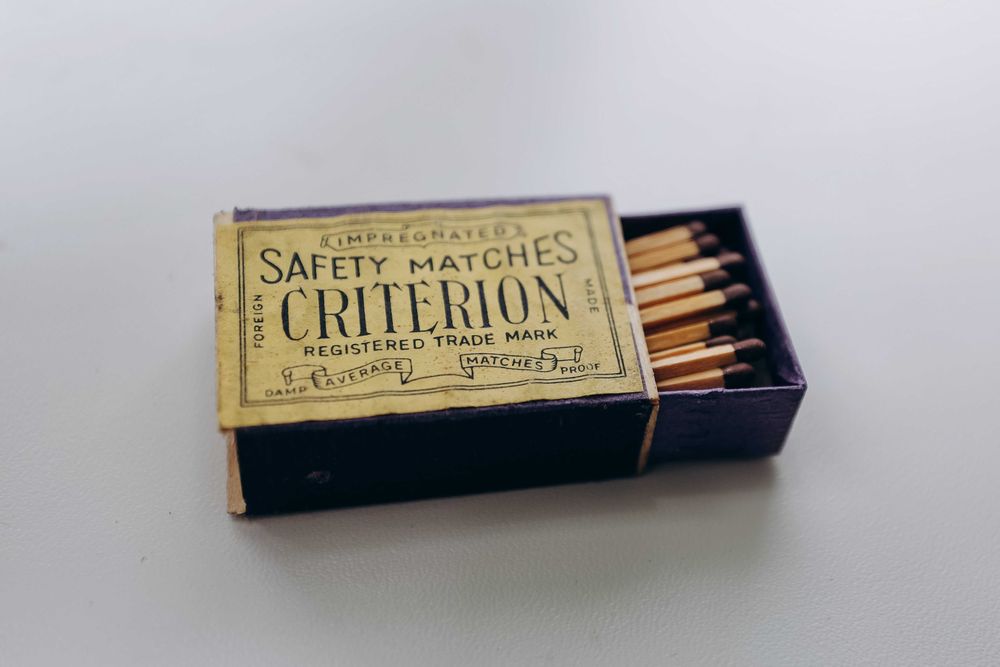 IMPREGNATED
SAFETY MATCHES
FOREIGN
CRITERION
MADE
REGISTERED TRADE MARK
AVERAGE MATCHES
DAMP PROOF